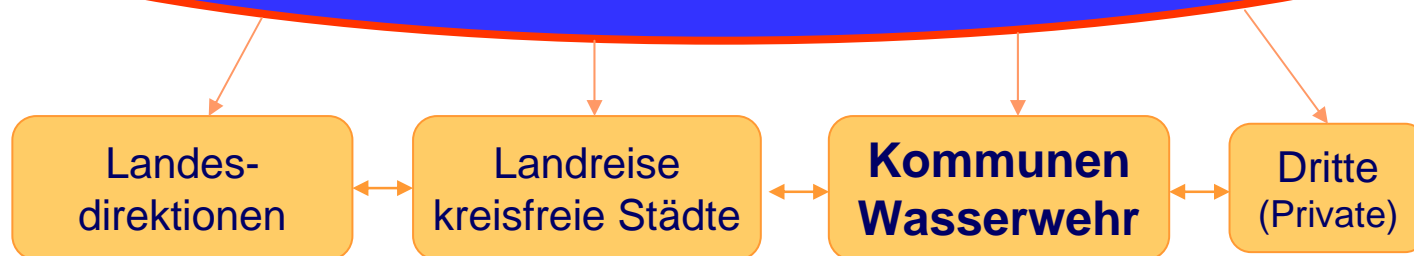 Landes-
direktionen
Landreise
kreisfreie Städte
Kommunen
Wasserwehr
Dritte
(Private)